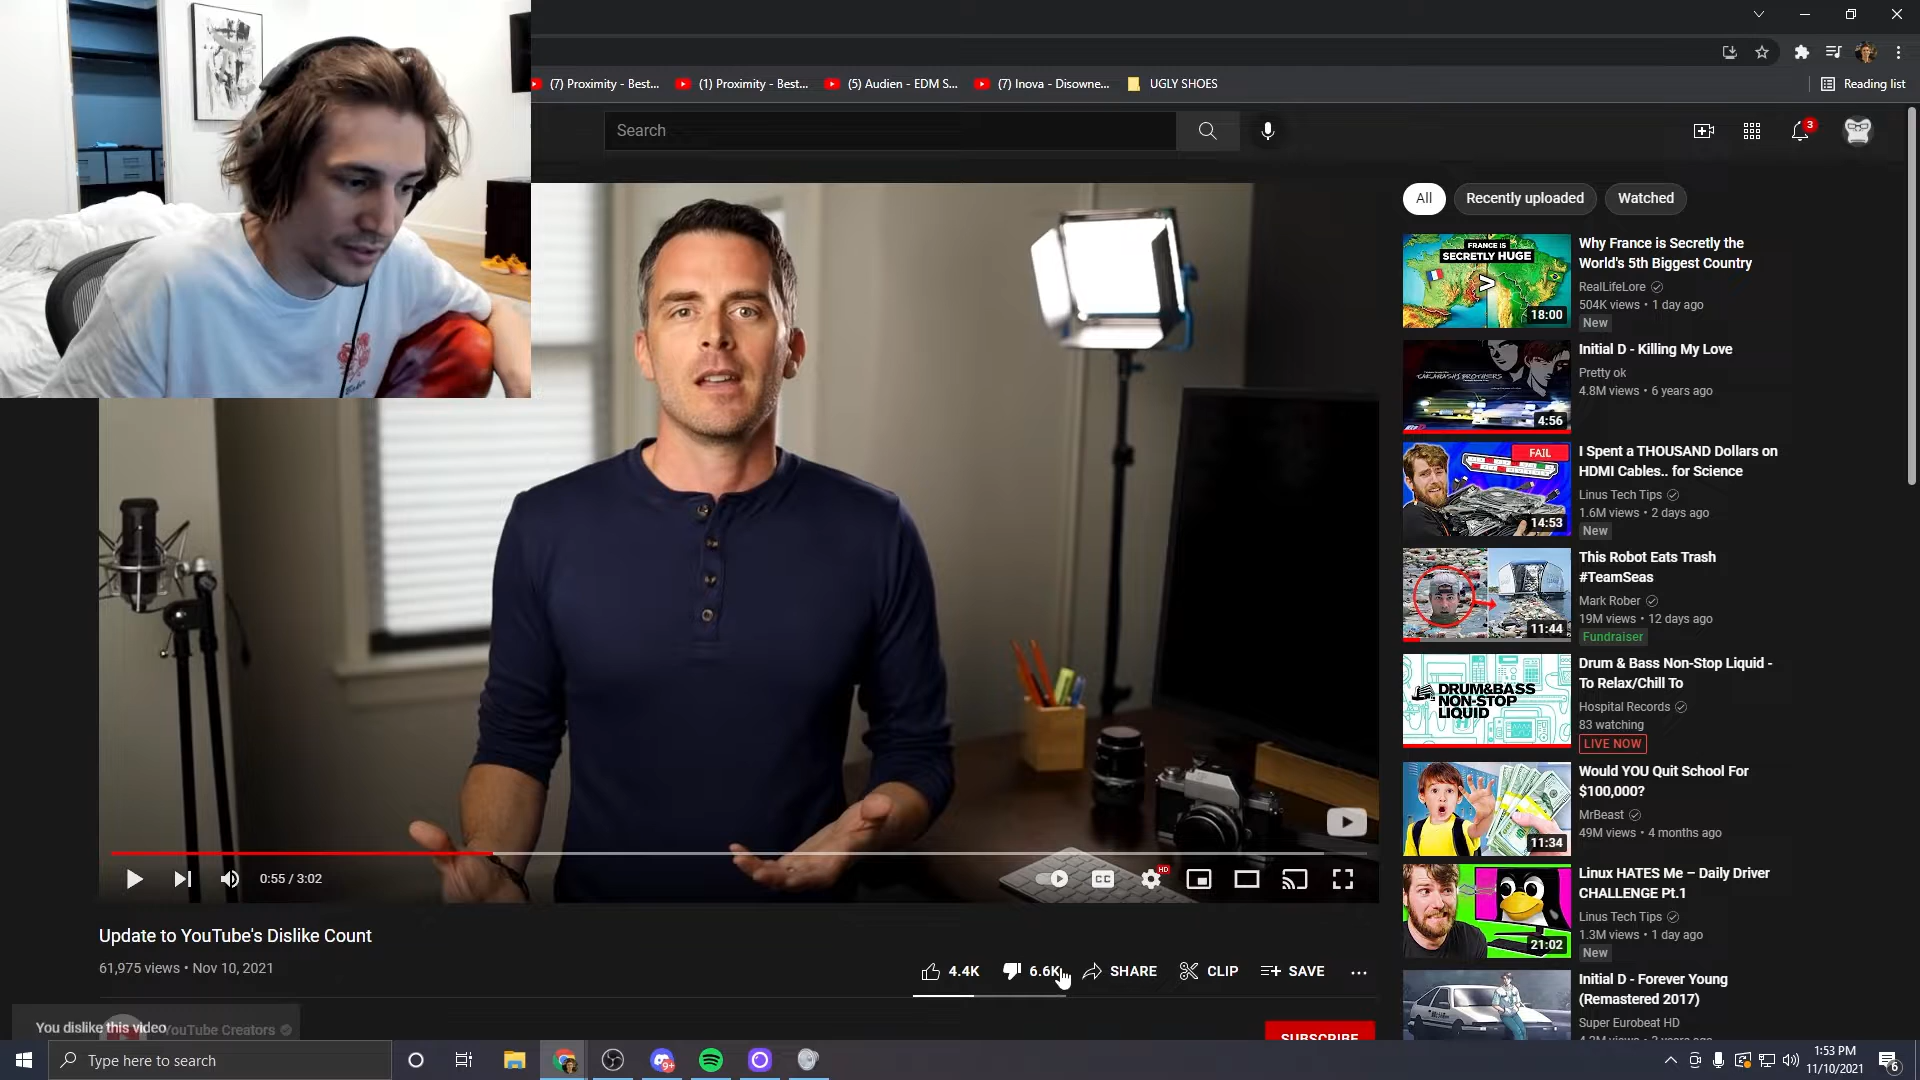 (7) Proximity - Best...
(1) Proximity - Best...
(5) Audien - EDM S...
(7) Inova - Disowne...
UGLY SHOES
Reading list
Search
3
All
Recently uploaded
Watched
FRANCE IS
SECRETLY HUGE
>
18:00
Why France is Secretly the
World's 5th Biggest Country
RealLifeLore
504K views • 1 day ago
New
4:56
Initial D - Killing My Love
Pretty ok
4.8M views • 6 years ago
FAIL
14:53
I Spent a THOUSAND Dollars on
HDMI Cables.. for Science
Linus Tech Tips
1.6M views • 2 days ago
New
11:44
This Robot Eats Trash
#TeamSeas
Mark Rober
19M views • 12 days ago
Fundraiser
DRUM&BASS
NON-STOP
LIQUID
Drum & Bass Non-Stop Liquid -
To Relax/Chill To
Hospital Records
83 watching
LIVE NOW
11:34
Would YOU Quit School For
$100,000?
MrBeast
49M views • 4 months ago
21:02
Linux HATES Me – Daily Driver
CHALLENGE Pt.1
Linus Tech Tips
1.3M views • 1 day ago
New
Initial D - Forever Young
(Remastered 2017)
Super Eurobeat HD
0:55 / 3:02
CC
HD
Update to YouTube's Dislike Count
61,975 views • Nov 10, 2021
4.4K
6.6K
SHARE
CLIP
SAVE
You dislike this video
YouTube Creators
SUBSCRIBE
Type here to search
9+
1:53 PM
11/10/2021
6